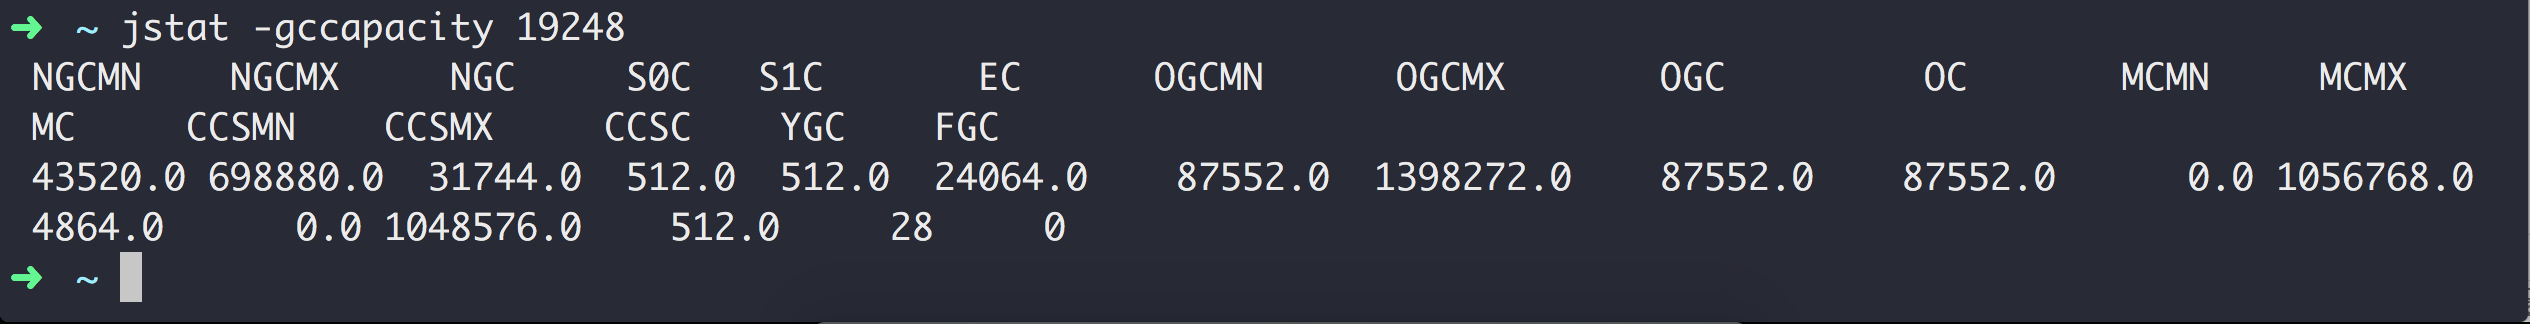 ➜ ~ jstat -gccapacity 19248
NGCMN NGCMX NGC S0C S1C EC OGCMN OGCMX OGC OC MCMN MCMX
MC CCSMN CCSMX CCSC YGC FGC
43520.0 698880.0 31744.0 512.0 512.0 24064.0 87552.0 1398272.0 87552.0 87552.0 0.0 1056768.0
4864.0 0.0 1048576.0 512.0 28 0
➜ ~